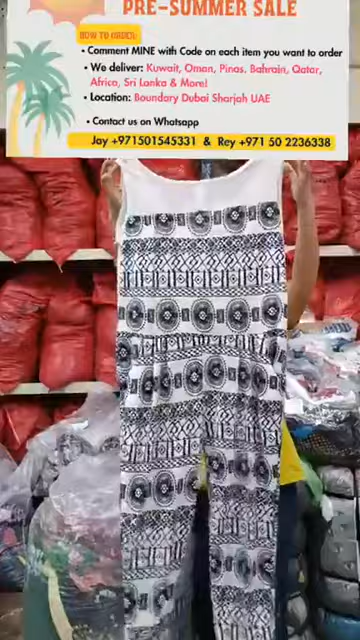 PRE-SUMMER SALE
HOW TO ORDER:
• Comment MINE with Code on each item you want to order
• We deliver: Kuwait, Oman, Pinas, Bahrain, Qatar,
Africa, Sri Lanka & More!
• Location: Boundary Dubai Sharjah UAE
• Contact us on Whatsapp
Jay +971501545331 & Rey +971 50 2236338